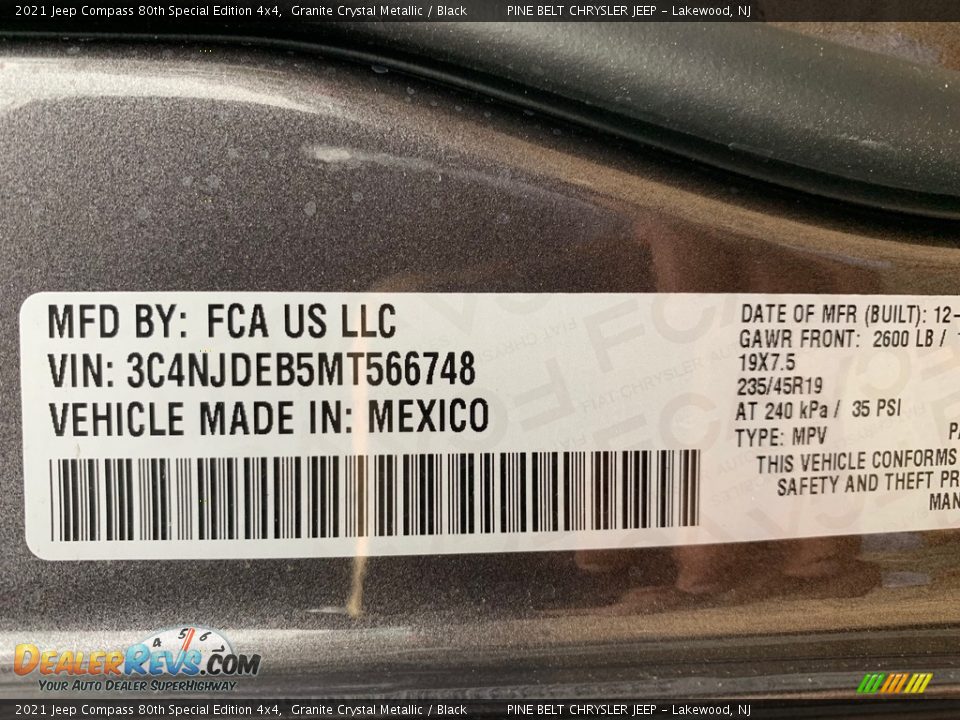 2021 Jeep Compass 80th Special Edition 4x4, Granite Crystal Metallic / Black PINE BELT CHRYSLER JEEP - Lakewood, NJ
MFD BY: FCA US LLC
VIN: 3C4NJDEB5MT566748
VEHICLE MADE IN: MEXICO
DATE OF MFR (BUILT): 12-
GAWR FRONT: 2600 LB /
19X7.5
235/45R19
AT 240 kPa / 35 PSI
TYPE: MPV
THIS VEHICLE CONFORMS
SAFETY AND THEFT PR
MAN
4 5 6
DEALERREVS.COM
YOUR AUTO DEALER SUPERHIGHWAY
2021 Jeep Compass 80th Special Edition 4x4, Granite Crystal Metallic / Black PINE BELT CHRYSLER JEEP - Lakewood, NJ